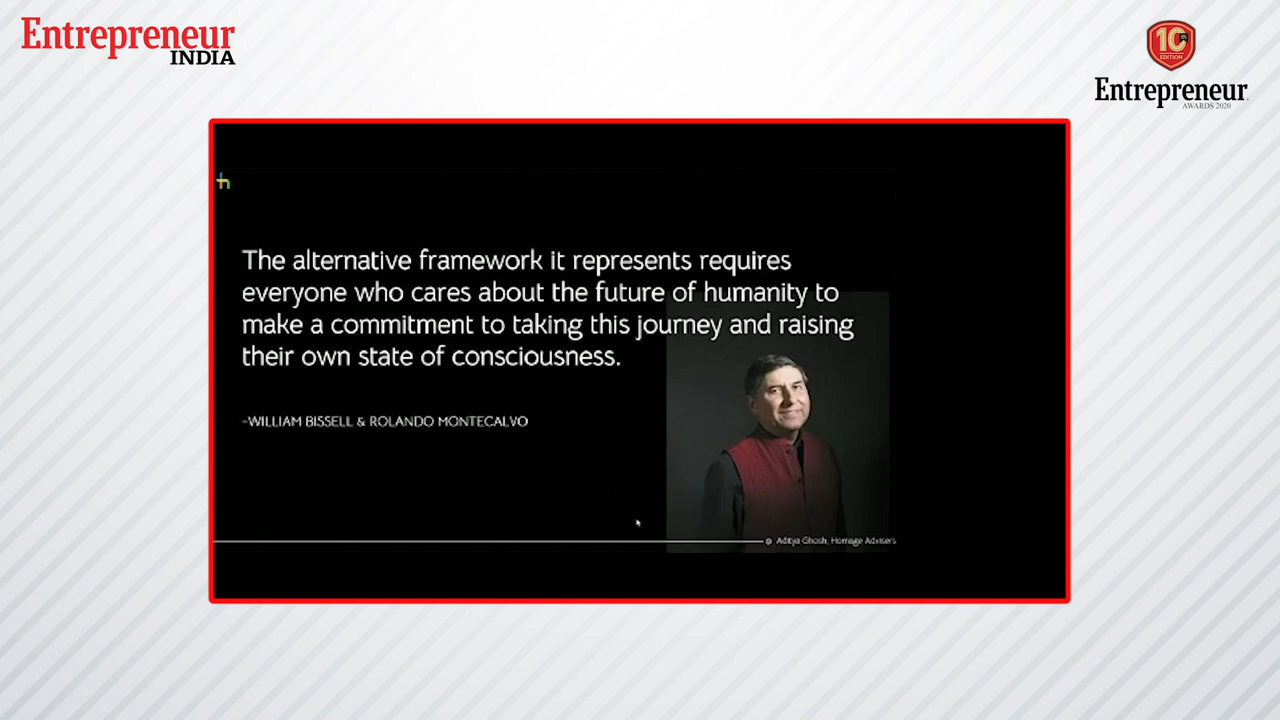 Entrepreneur
INDIA
10
EDITION
Entrepreneur
AWARDS 2020
h
The alternative framework it represents requires
everyone who cares about the future of humanity to
make a commitment to taking this journey and raising
their own state of consciousness.
-WILLIAM BISSELL & ROLANDO MONTECALVO
Aditya Ghosh, Homage Advisers